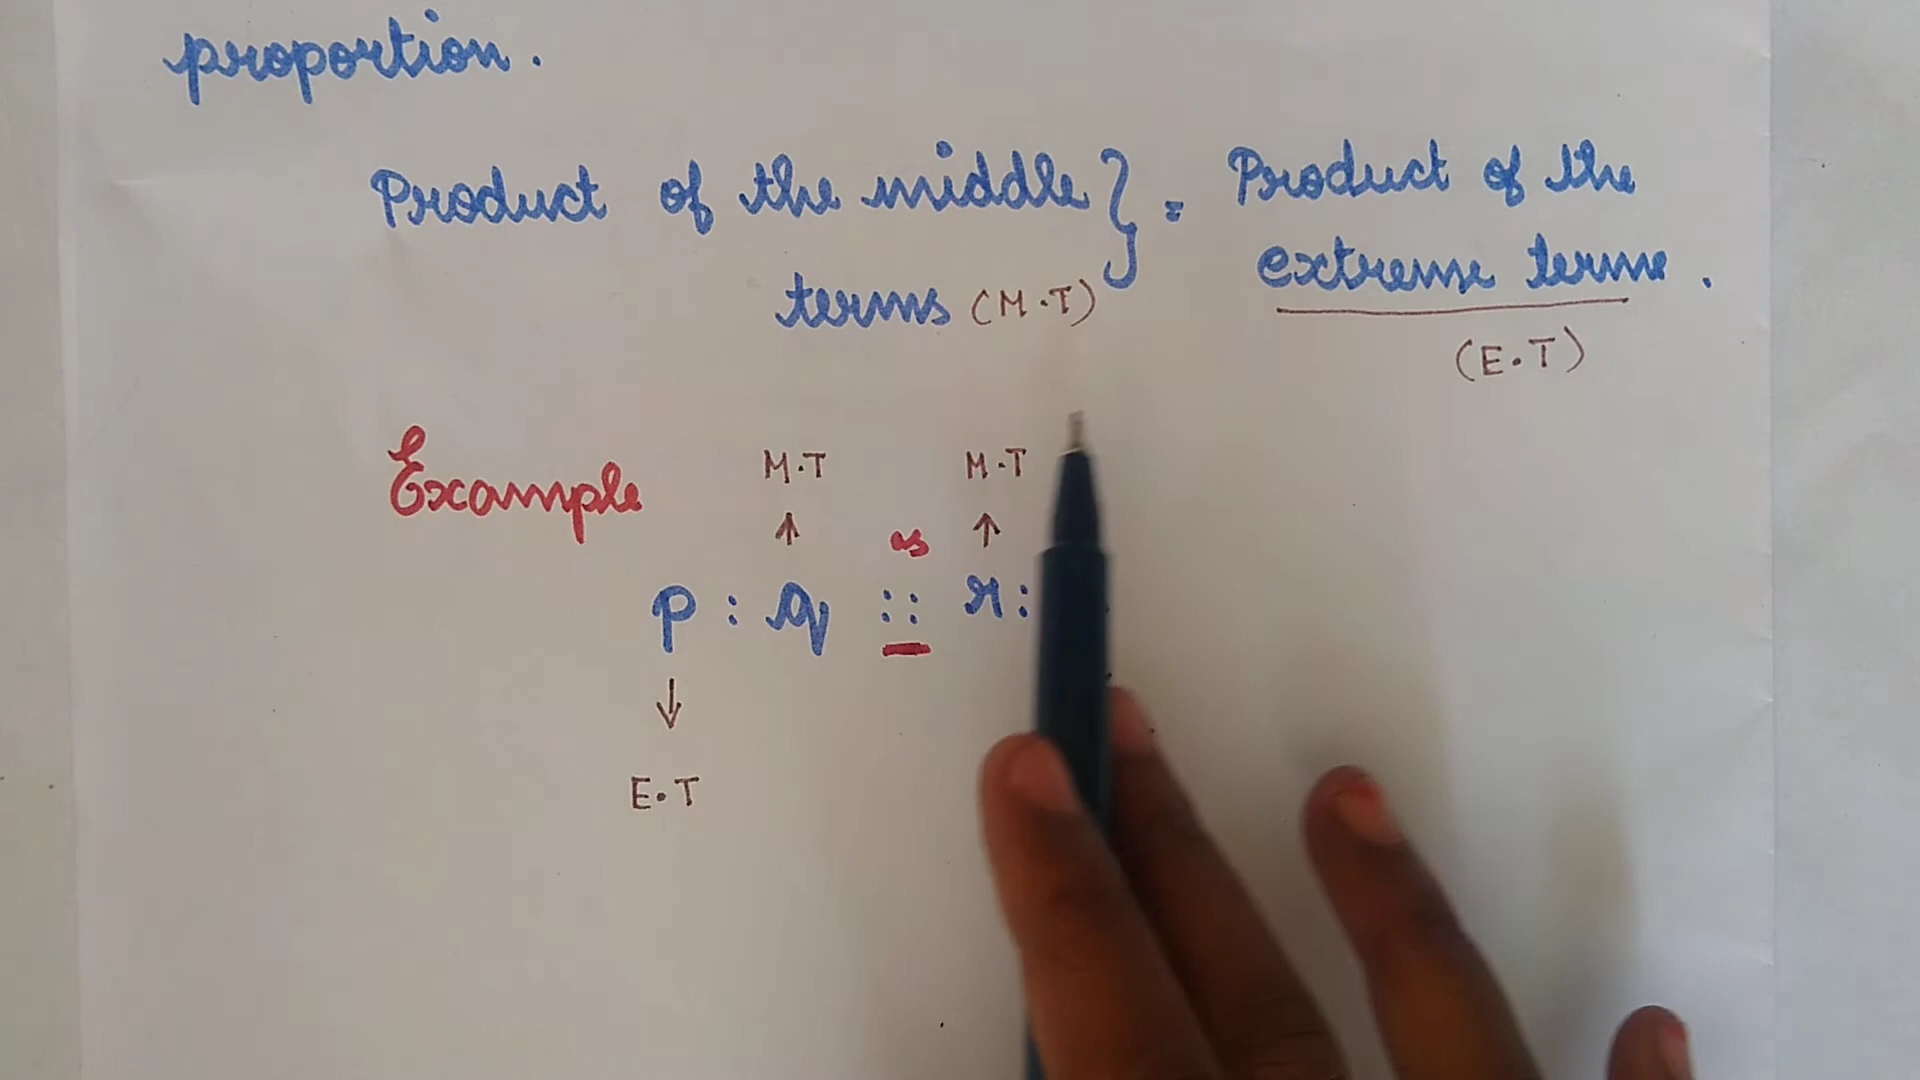 proportion.
Product of the middle } = Product of the
terms (M.T) extreme terms.
(E.T)
Example
M.T M.T
as
p : q :: r :
E.T